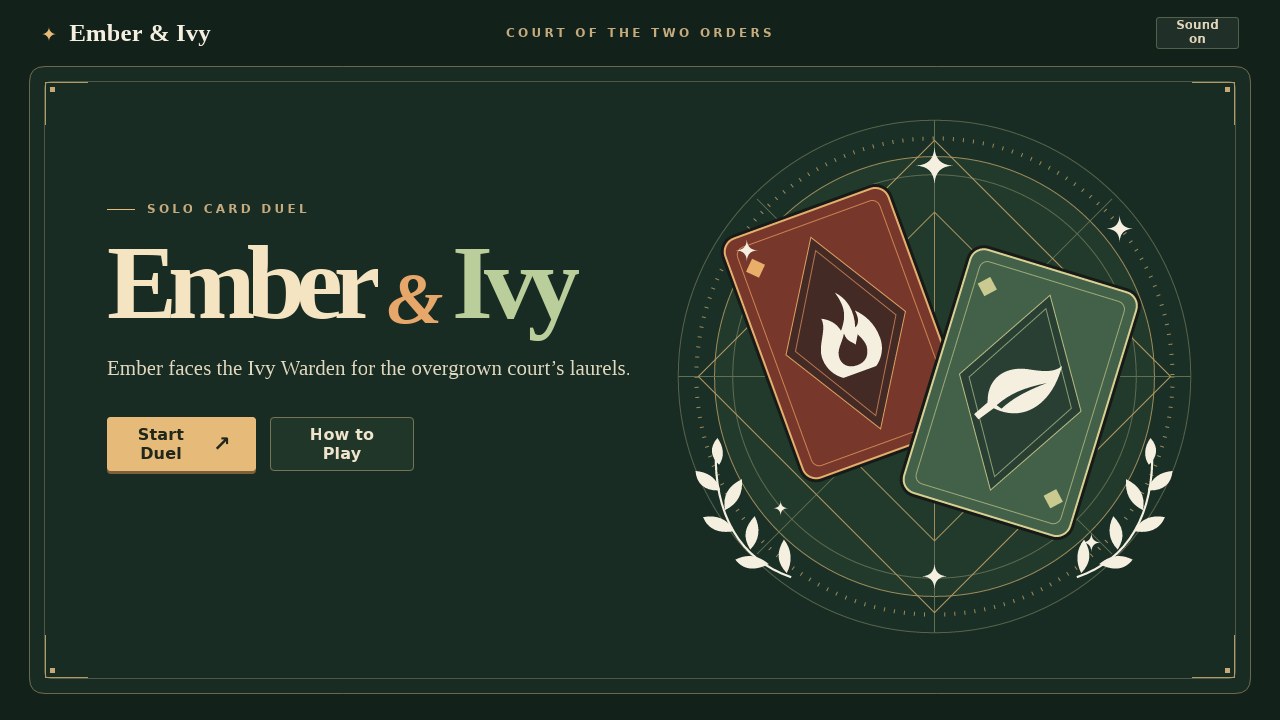 ✦ Ember & Ivy
COURT OF THE TWO ORDERS
Sound
on
SOLO CARD DUEL
Ember & Ivy
Ember faces the Ivy Warden for the overgrown court’s laurels.
Start
Duel ↗
How to
Play